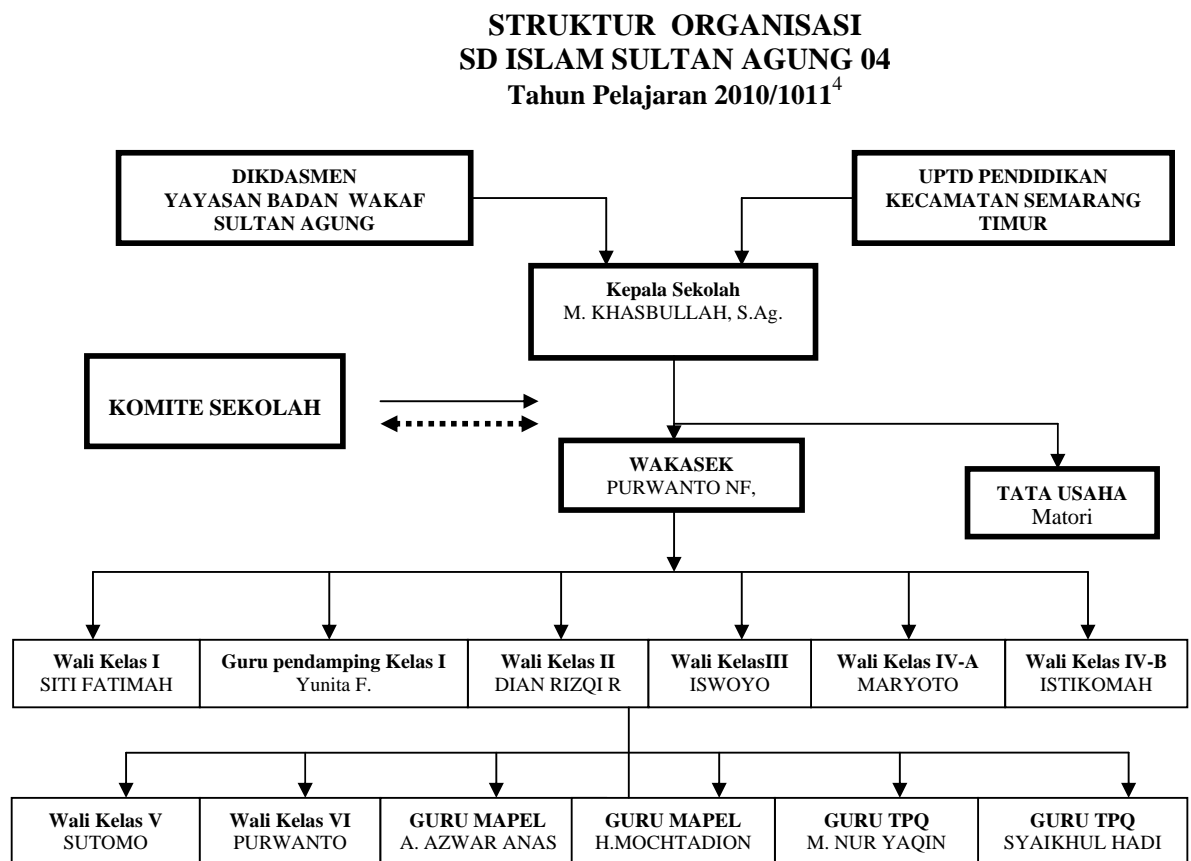 STRUKTUR ORGANISASI
SD ISLAM SULTAN AGUNG 04
Tahun Pelajaran 2010/1011⁴
DIKDASMEN
YAYASAN BADAN WAKAF
SULTAN AGUNG
UPTD PENDIDIKAN
KECAMATAN SEMARANG
TIMUR
Kepala Sekolah
M. KHASBULLAH, S.Ag.
KOMITE SEKOLAH
WAKASEK
PURWANTO NF,
TATA USAHA
Matori
Wali Kelas I
SITI FATIMAH
Guru pendamping Kelas I
Yunita F.
Wali Kelas II
DIAN RIZQI R
Wali KelasIII
ISWOYO
Wali Kelas IV-A
MARYOTO
Wali Kelas IV-B
ISTIKOMAH
Wali Kelas V
SUTOMO
Wali Kelas VI
PURWANTO
GURU MAPEL
A. AZWAR ANAS
GURU MAPEL
H.MOCHTADION
GURU TPQ
M. NUR YAQIN
GURU TPQ
SYAIKHUL HADI